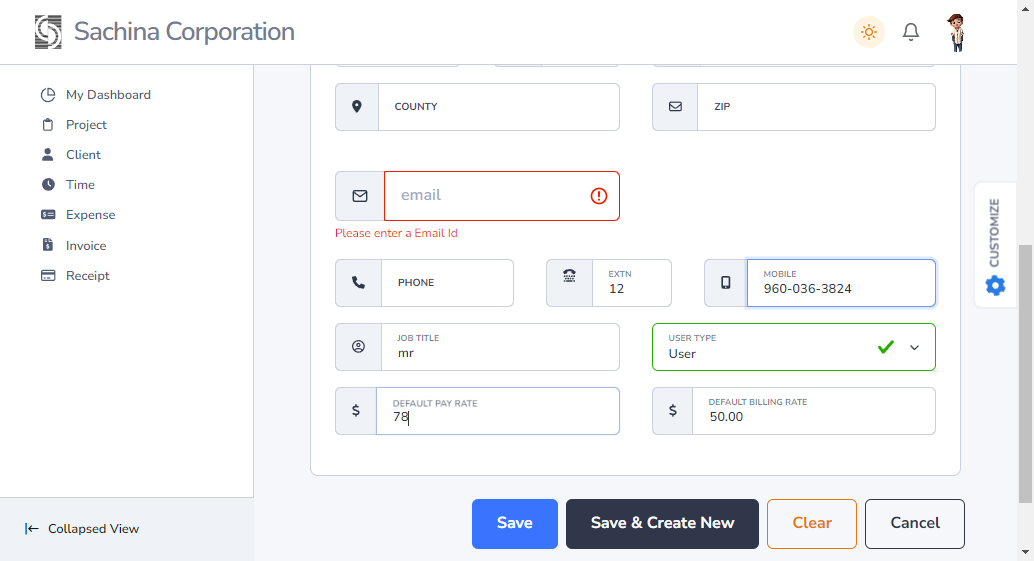 Sachina Corporation
My Dashboard
Project
Client
Time
Expense
Invoice
Receipt
Collapsed View
COUNTY
ZIP
email
Please enter a Email Id
PHONE
EXTN
12
MOBILE
960-036-3824
JOB TITLE
mr
USER TYPE
User
$
DEFAULT PAY RATE
78
$
DEFAULT BILLING RATE
50.00
Save
Save & Create New
Clear
Cancel
CUSTOMIZE